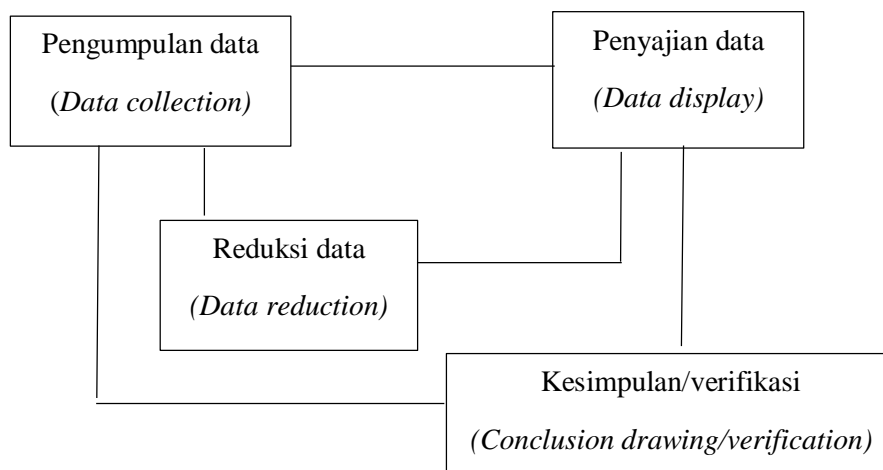 Pengumpulan data
(Data collection)
Penyajian data
(Data display)
Reduksi data
(Data reduction)
Kesimpulan/verifikasi
(Conclusion drawing/verification)